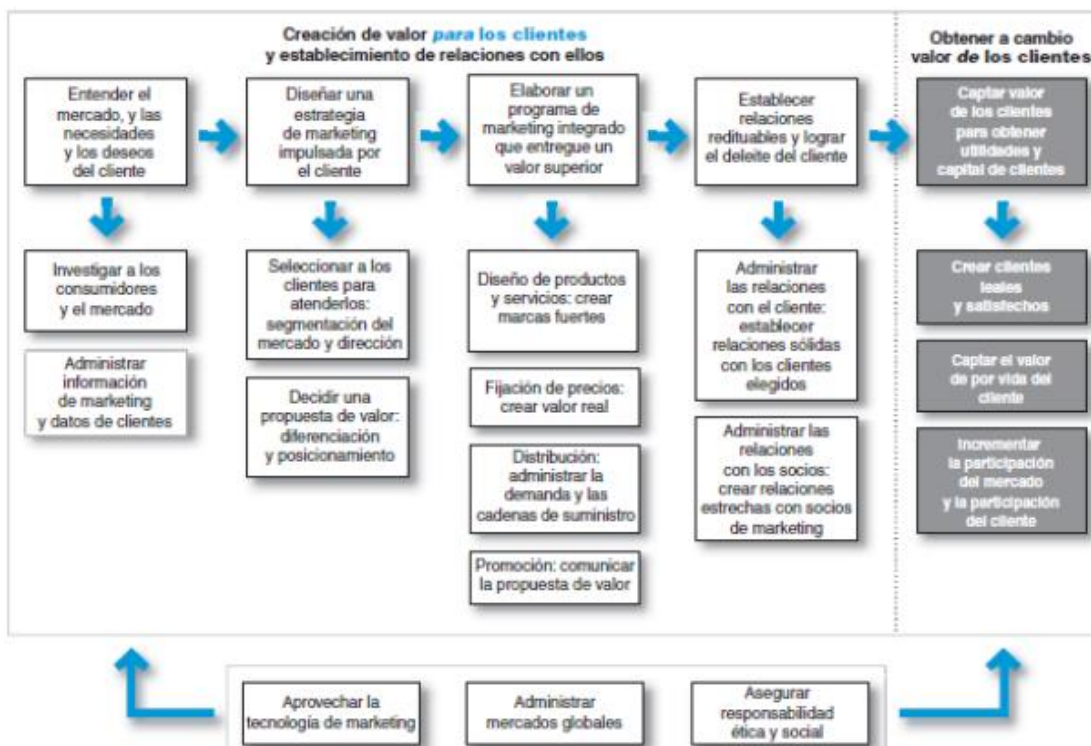 Creación de valor para los clientes
y establecimiento de relaciones con ellos
Obtener a cambio
valor de los clientes
Entender el
mercado, y las
necesidades
y los deseos
del cliente
Diseñar una
estrategia
de marketing
impulsada por
el cliente
Elaborar un
programa de
marketing integrado
que entregue un
valor superior
Establecer
relaciones
redituables y lograr
el deleite del cliente
Captar valor
de los clientes
para obtener
utilidades y
capital de clientes
Investigar a los
consumidores
y el mercado
Administrar
información
de marketing
y datos de clientes
Seleccionar a los
clientes para
atenderlos:
segmentación del
mercado y dirección
Decidir una
propuesta de valor:
diferenciación
y posicionamiento
Diseño de productos
y servicios: crear
marcas fuertes
Fijación de precios:
crear valor real
Distribución:
administrar la
demanda y las
cadenas de suministro
Promoción: comunicar
la propuesta de valor
Administrar
las relaciones
con el cliente:
establecer
relaciones sólidas
con los clientes
elegidos
Administrar las
relaciones
con los socios:
crear relaciones
estrechas con socios
de marketing
Crear clientes
leales
y satisfechos
Captar el valor
de por vida del
cliente
Incrementar
la participación
del mercado
y la participación
del cliente
Aprovechar la
tecnología de marketing
Administrar
mercados globales
Asegurar
responsabilidad
ética y social